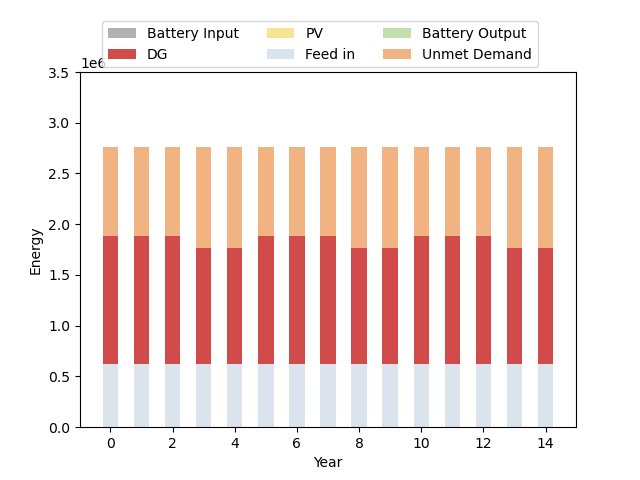 Battery Input PV Battery Output
DG Feed in Unmet Demand
1e6
3.5
3.0
2.5
2.0
1.5
1.0
0.5
0.0
Energy
0 2 4 6 8 10 12 14
Year